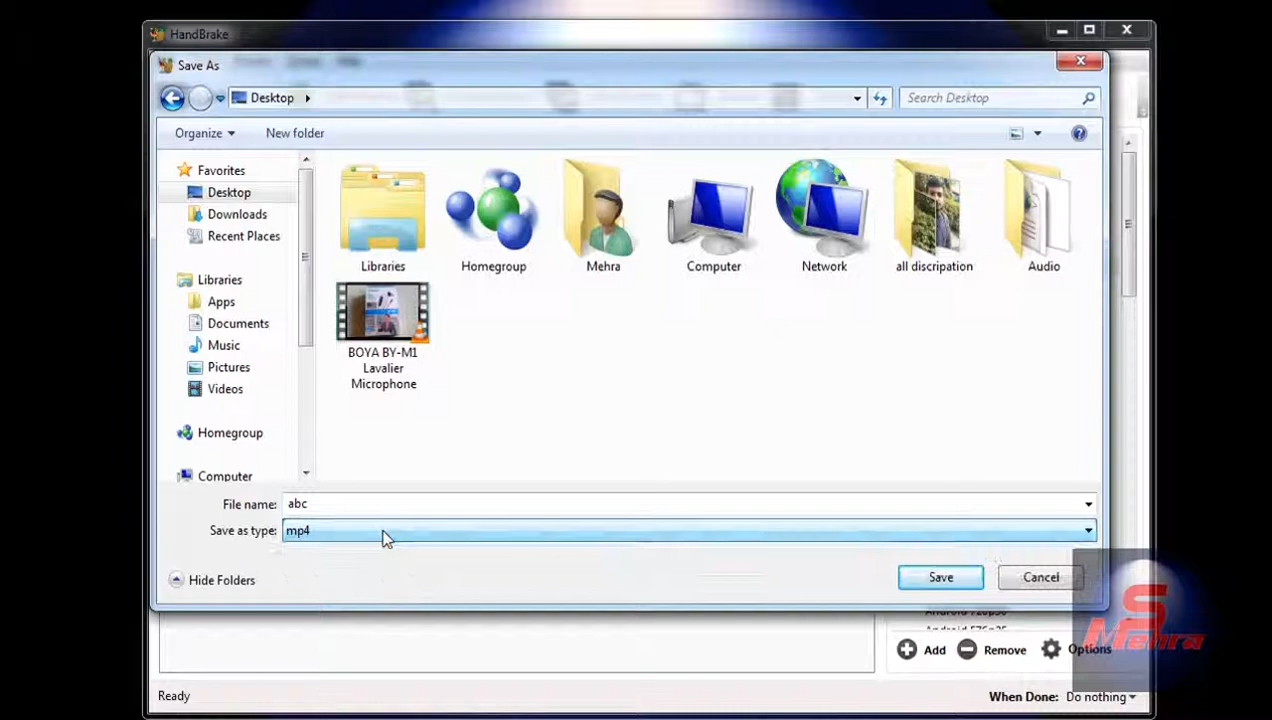 HandBrake
Save As
Desktop
Search Desktop
Organize
New folder
Favorites
Desktop
Downloads
Recent Places
Libraries
Apps
Documents
Music
Pictures
Videos
Homegroup
Computer
Libraries
Homegroup
Mehra
Computer
Network
all discripation
Audio
BOYA BY-M1
Lavalier
Microphone
File name: abc
Save as type: mp4
Hide Folders
Save
Cancel
Add
Remove
Options
S
Mehra
Ready
When Done: Do nothing